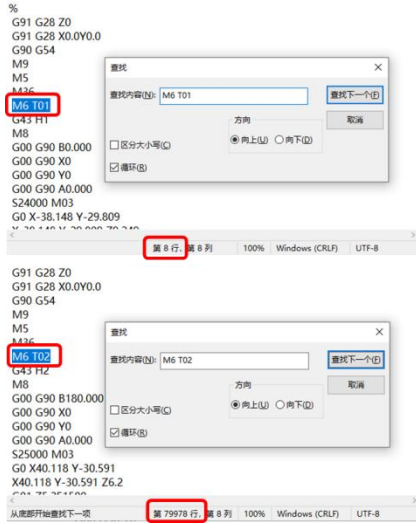 %
G91 G28 Z0
G91 G28 X0.0Y0.0
G90 G54
M9
M5
M36
M6 T01
G43 H1
M8
G00 G90 B0.000
G00 G90 X0
G00 G90 Y0
G00 G90 A0.000
S24000 M03
G0 X-38.148 Y-29.809
查找
查找内容(N): M6 T01
查找下一个(F)
方向
取消
区分大小写(C)
向上(U) 向下(D)
循环(R)
第 8 行, 第 8 列 100% Windows (CRLF) UTF-8
G91 G28 Z0
G91 G28 X0.0Y0.0
G90 G54
M9
M5
M36
M6 T02
G43 H2
M8
G00 G90 B180.000
G00 G90 X0
G00 G90 Y0
G00 G90 A0.000
S25000 M03
G0 X40.118 Y-30.591
X40.118 Y-30.591 Z6.2
查找
查找内容(N): M6 T02
查找下一个(F)
方向
取消
区分大小写(C)
向上(U) 向下(D)
循环(R)
从底部开始查找下一项 第 79978 行, 第 8 列 100% Windows (CRLF) UTF-8